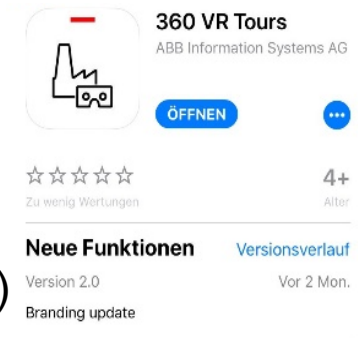 360 VR Tours
ABB Information Systems AG
ÖFFNEN
4+
Zu wenig Wertungen
Alter
Neue Funktionen
Versionsverlauf
Version 2.0
Vor 2 Mon.
)
Branding update